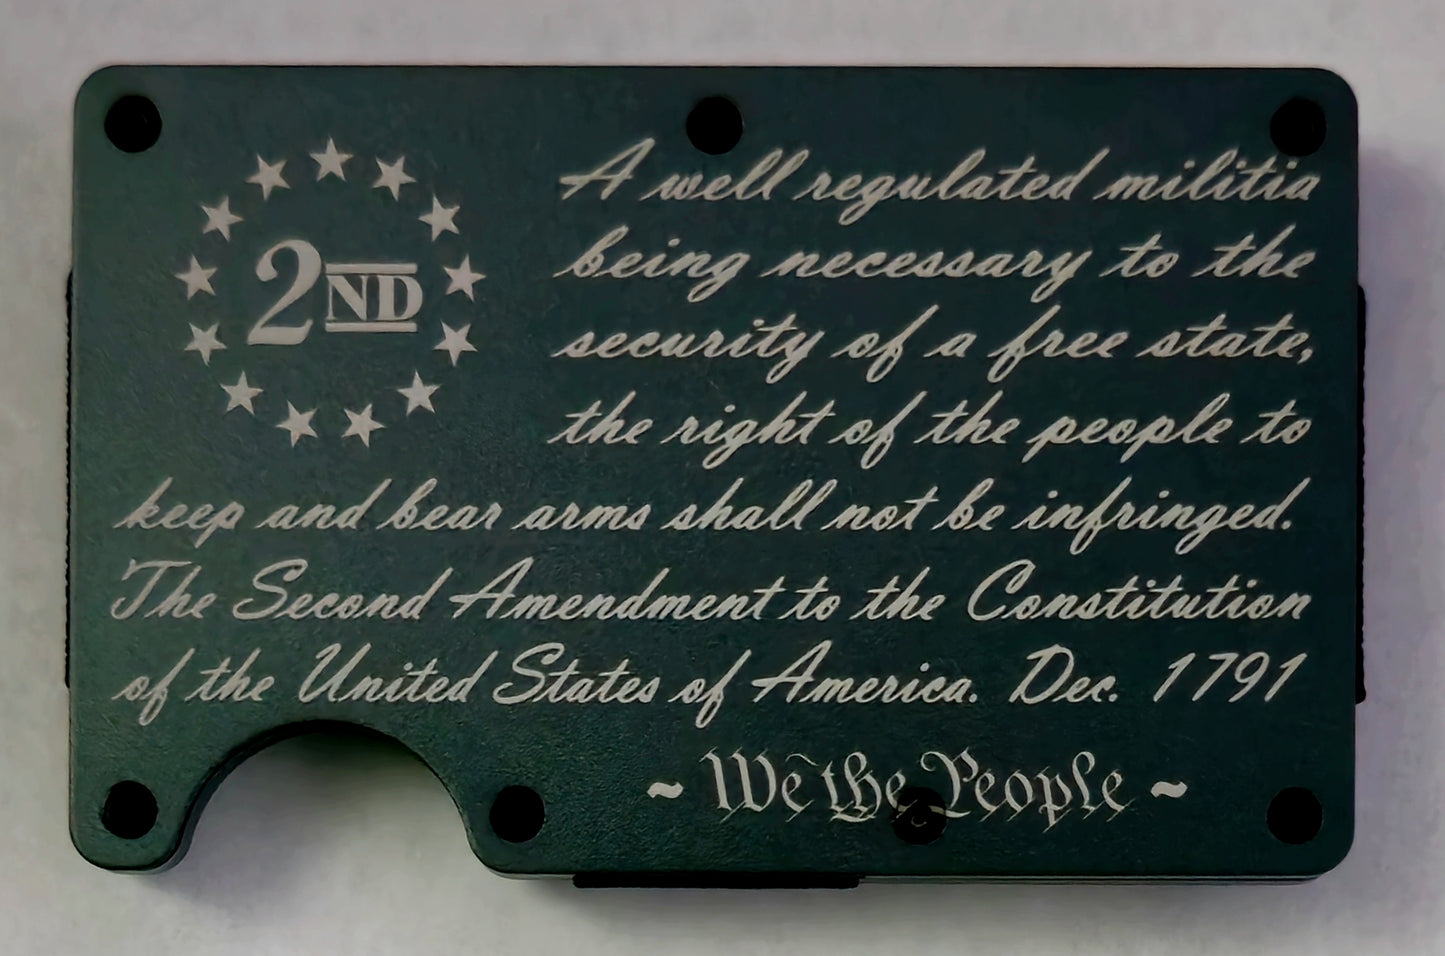 2ND
A well regulated militia
being necessary to the
security of a free state,
the right of the people to
keep and bear arms shall not be infringed.
The Second Amendment to the Constitution
of the United States of America. Dec. 1791
~ We the People ~